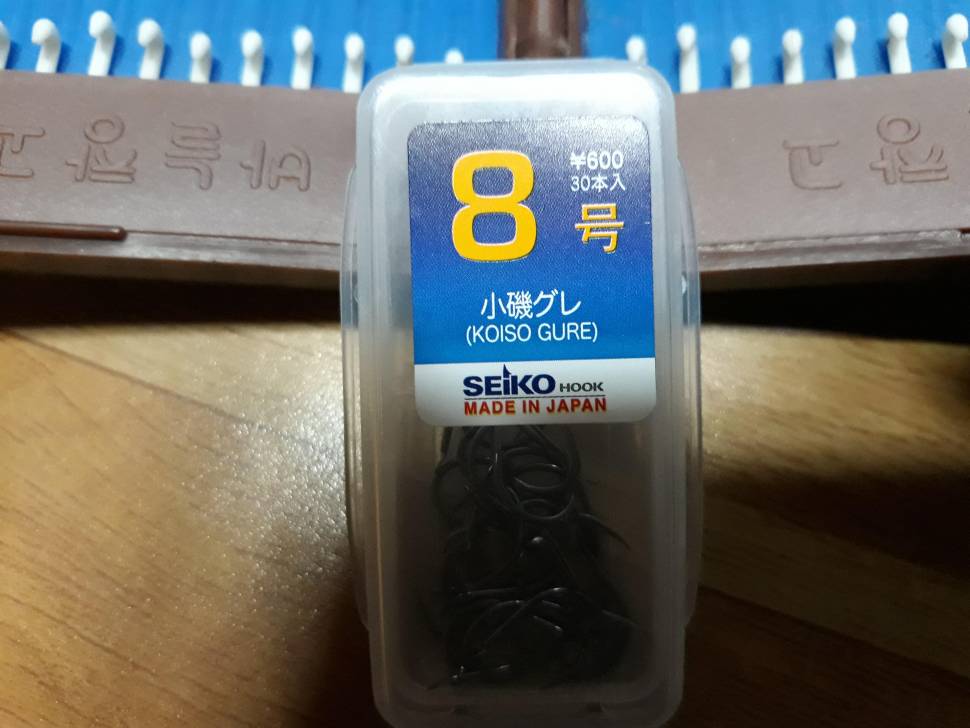 8
¥600
30本入
号
小磯グレ
(KOISO GURE)
SEiKO HOOK
MADE IN JAPAN